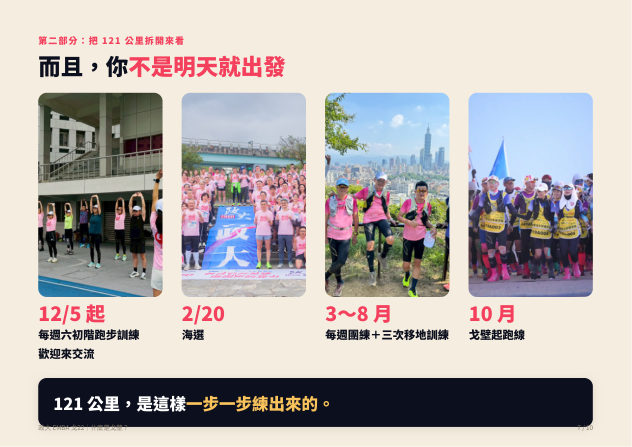 第二部分：把 121 公里拆開來看
而且，你不是明天就出發
政大
12/5 起
每週六初階跑步訓練
歡迎來交流
2/20
海選
3～8 月
每週團練＋三次移地訓練
10 月
戈壁起跑線
121 公里，是這樣一步一步練出來的。